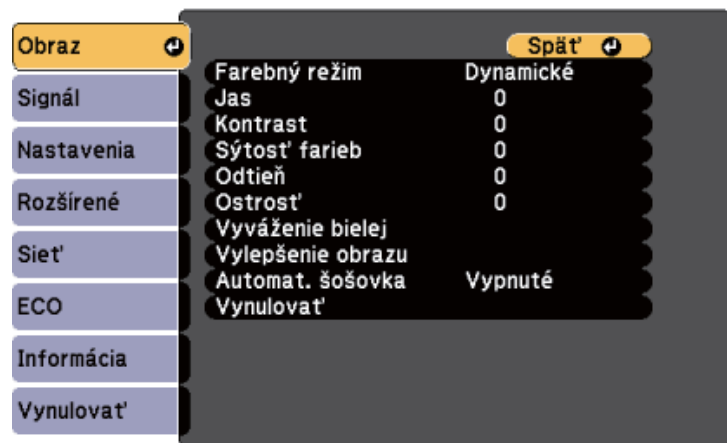 Obraz
Signál
Nastavenia
Rozšírené
Sieť
ECO
Informácia
Vynulovať
Späť
Farebný režim Dynamické
Jas 0
Kontrast 0
Sýtosť farieb 0
Odtieň 0
Ostrosť 0
Vyváženie bielej
Vylepšenie obrazu
Automat. šošovka Vypnuté
Vynulovať